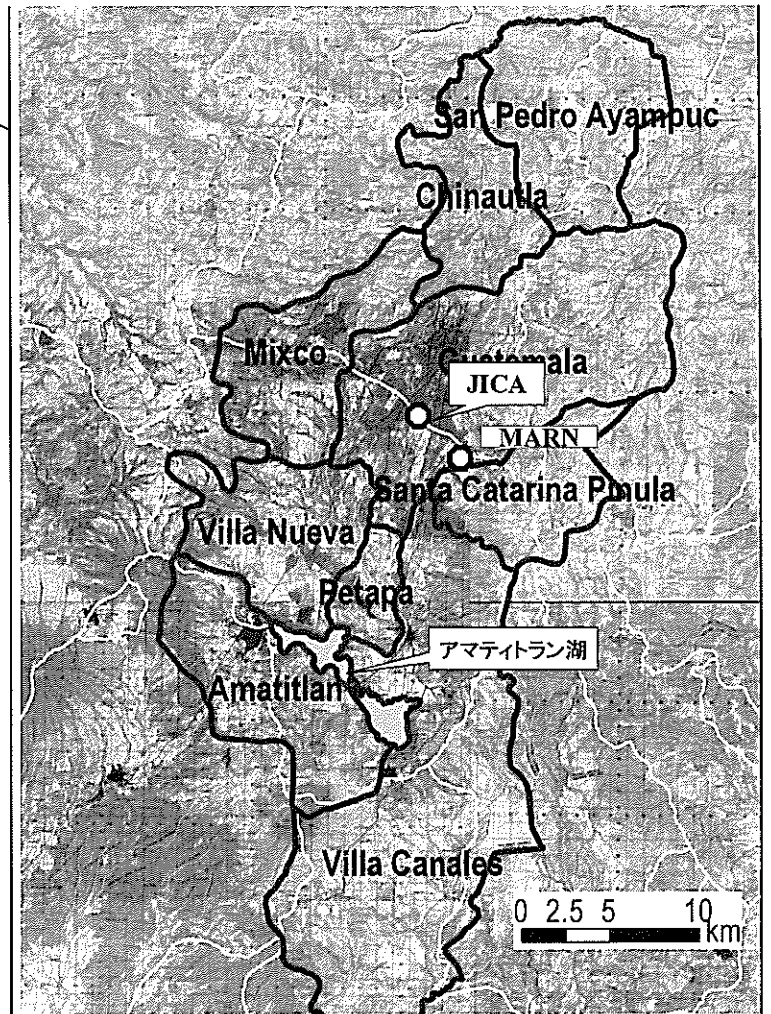 San Pedro Ayampuc
Chinautla
Mixco
Guatemala
JICA
MARN
Santa Catarina Pinula
Villa Nueva
Petapa
アマティトラン湖
Amatitlan
Villa Canales
0 2.5 5 10
km